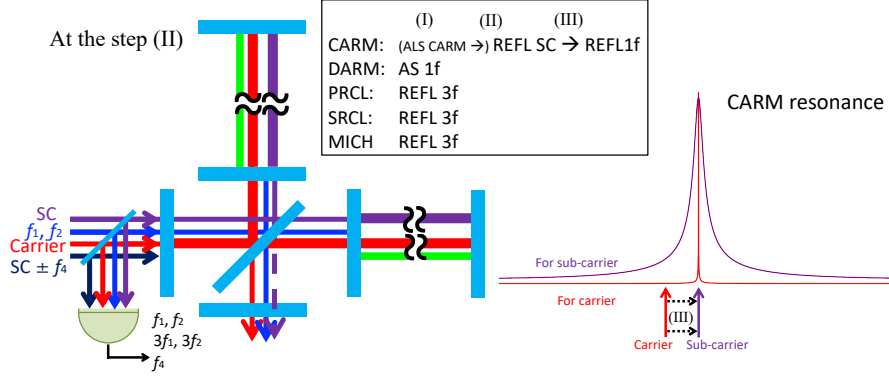 At the step (II)
(I) (II) (III)
CARM: (ALS CARM →) REFL SC → REFL1f
DARM: AS 1f
PRCL: REFL 3f
SRCL: REFL 3f
MICH REFL 3f
CARM resonance
SC
f₁, f₂
Carrier
SC ± f₄
f₁, f₂
3f₁, 3f₂
f₄
For sub-carrier
For carrier
(III)
Carrier Sub-carrier